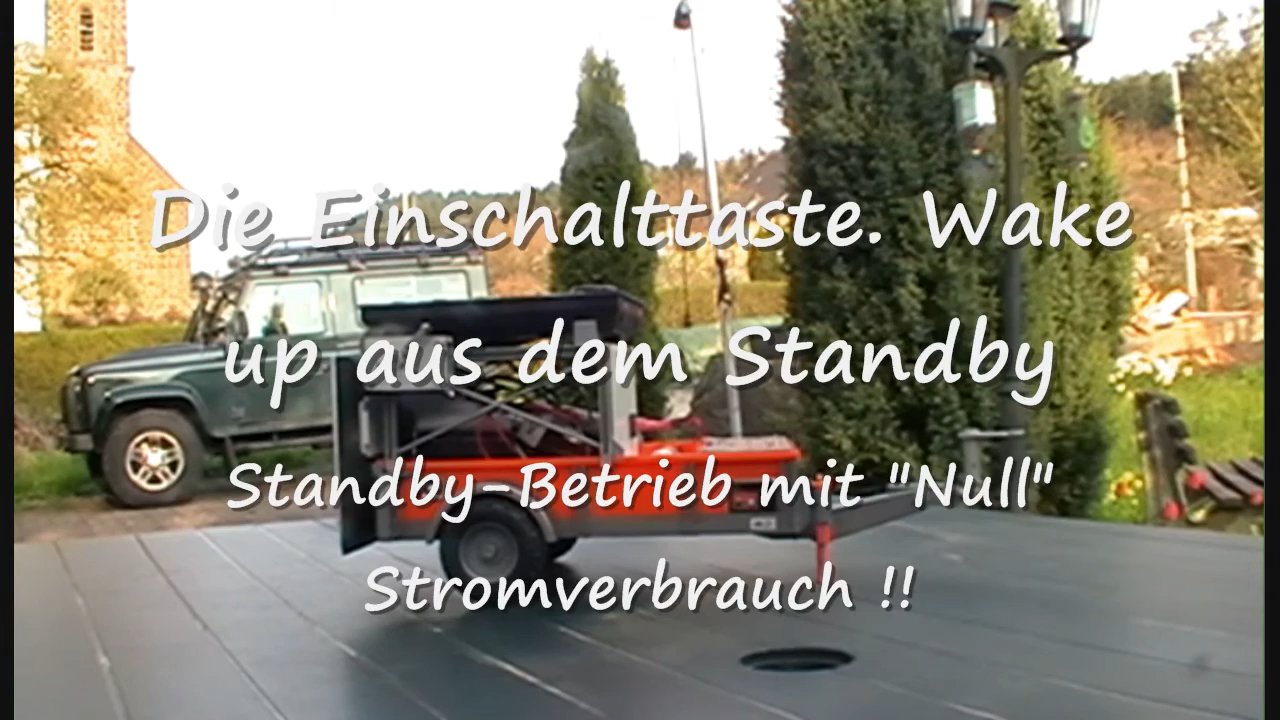 Die Einschalttaste. Wake
up aus dem Standby
Standby-Betrieb mit "Null"
Stromverbrauch !!